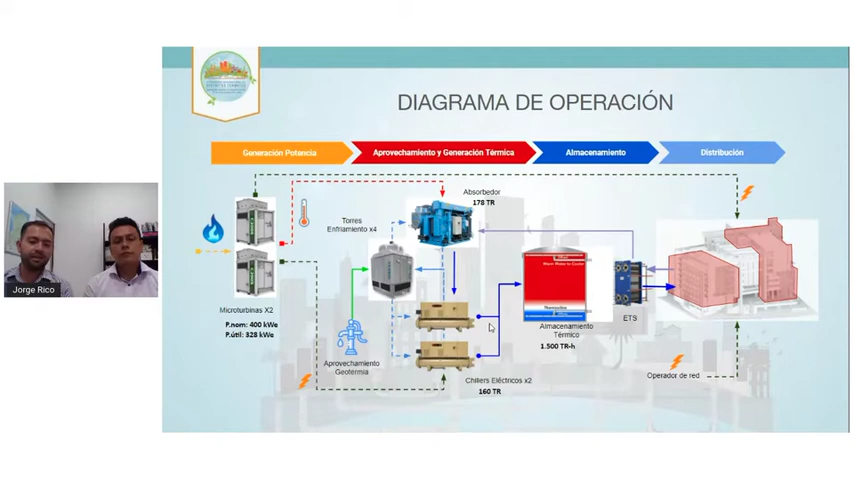 DIAGRAMA DE OPERACIÓN
Generación Potencia
Aprovechamiento y Generación Térmica
Almacenamiento
Distribución
Absorbedor
178 TR
Torres
Enfriamiento x4
Microturbinas X2
P.nom: 400 kWe
P.útil: 328 kWe
Aprovechamiento
Geotermia
Chillers Eléctricos x2
160 TR
Almacenamiento
Térmico
1.500 TR-h
ETS
Operador de red
Jorge Rico